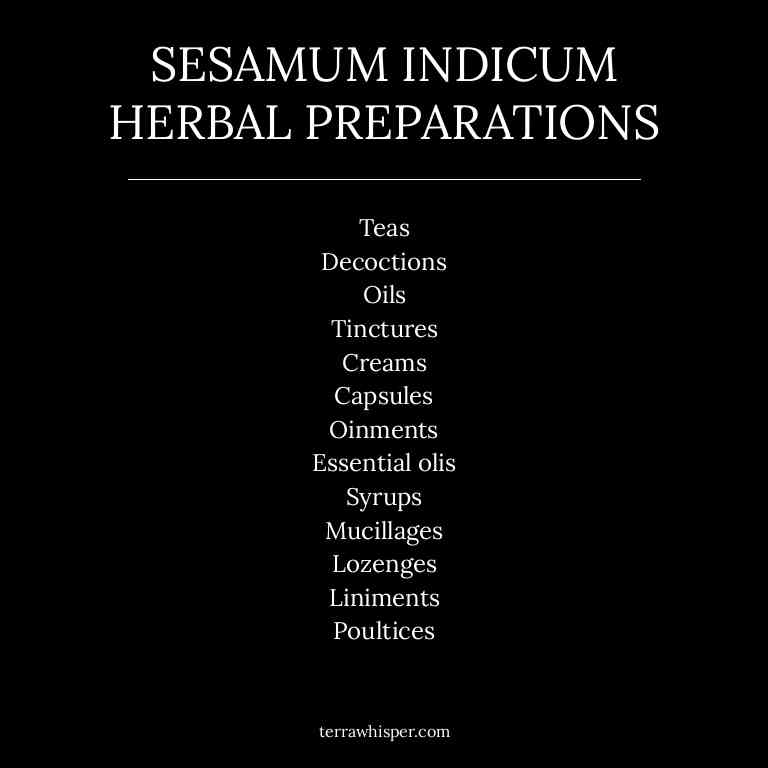 SESAMUM INDICUM
HERBAL PREPARATIONS
Teas
Decoctions
Oils
Tinctures
Creams
Capsules
Oinments
Essential olis
Syrups
Mucillages
Lozenges
Liniments
Poultices
terrawhisper.com